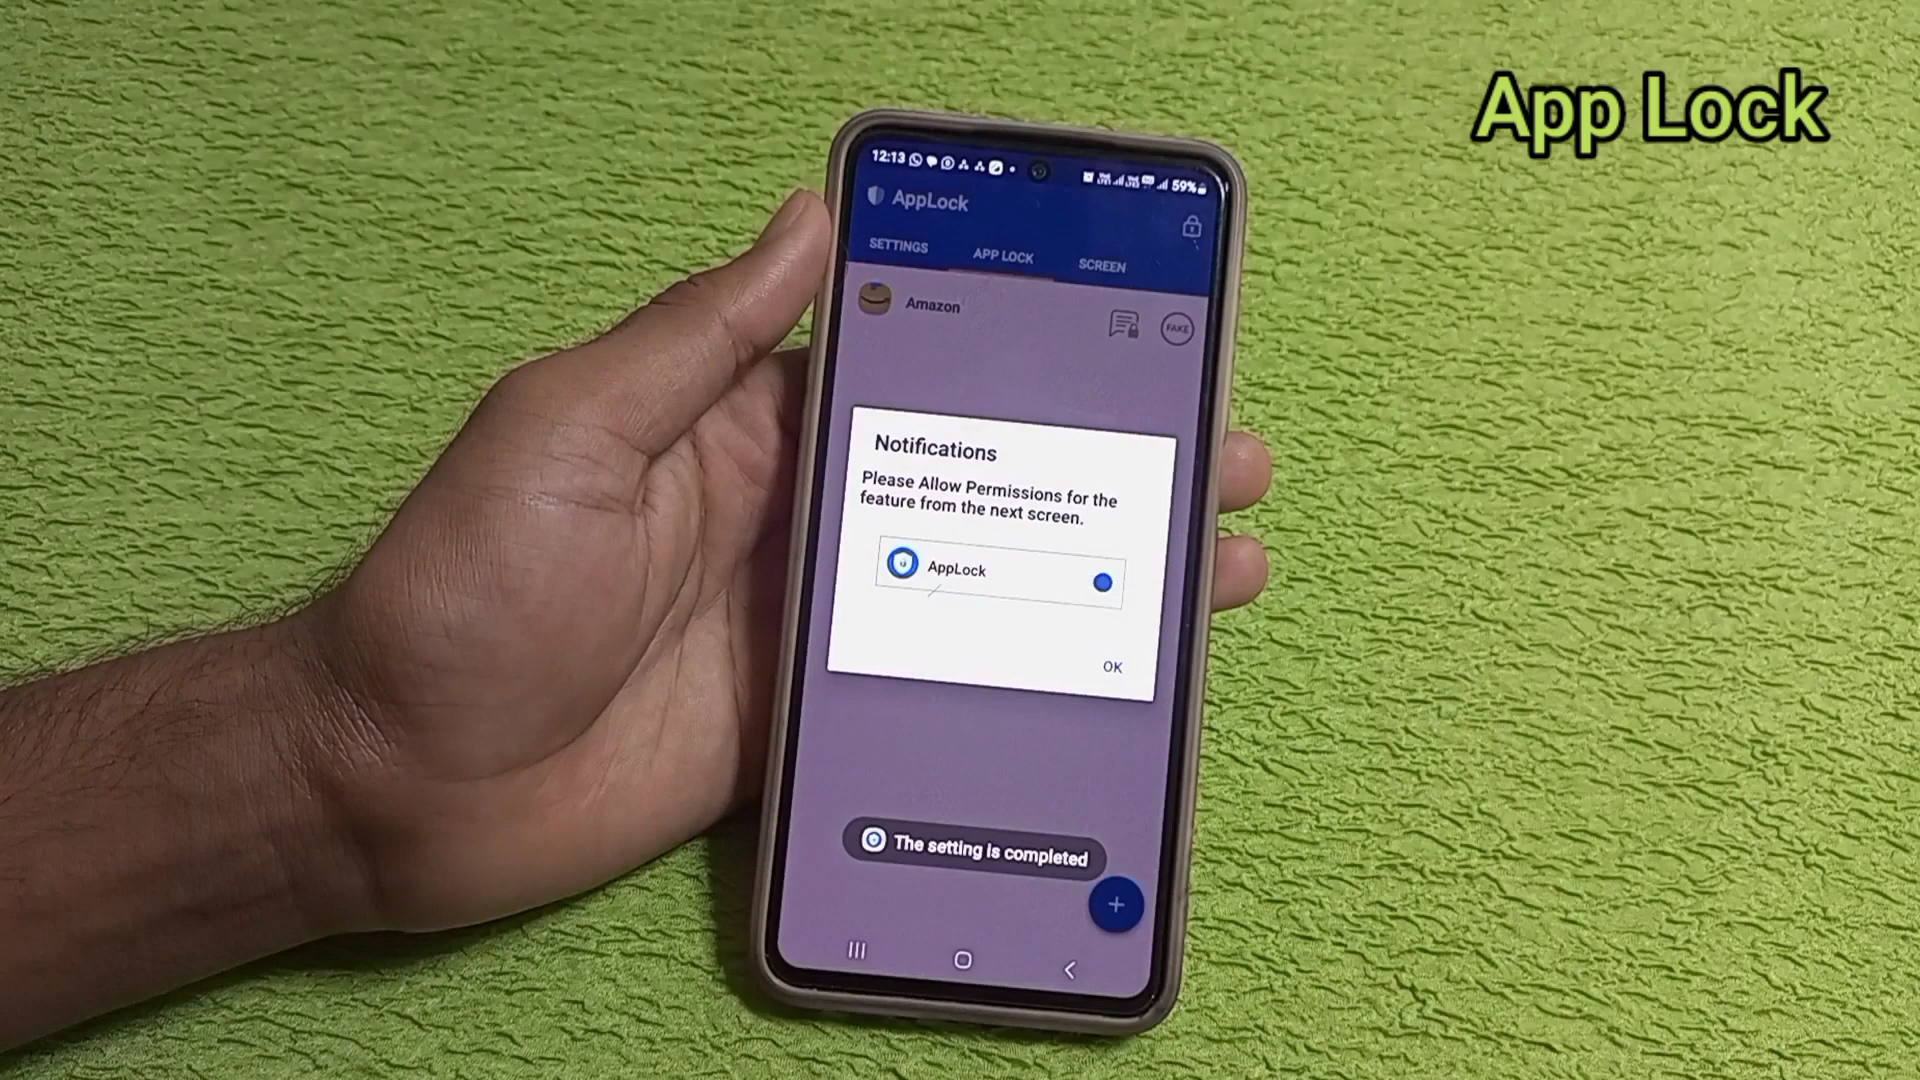 App Lock
12:13
59%
AppLock
SETTINGS
APP LOCK
SCREEN
Amazon
FAKE
Notifications
Please Allow Permissions for the
feature from the next screen.
AppLock
OK
The setting is completed